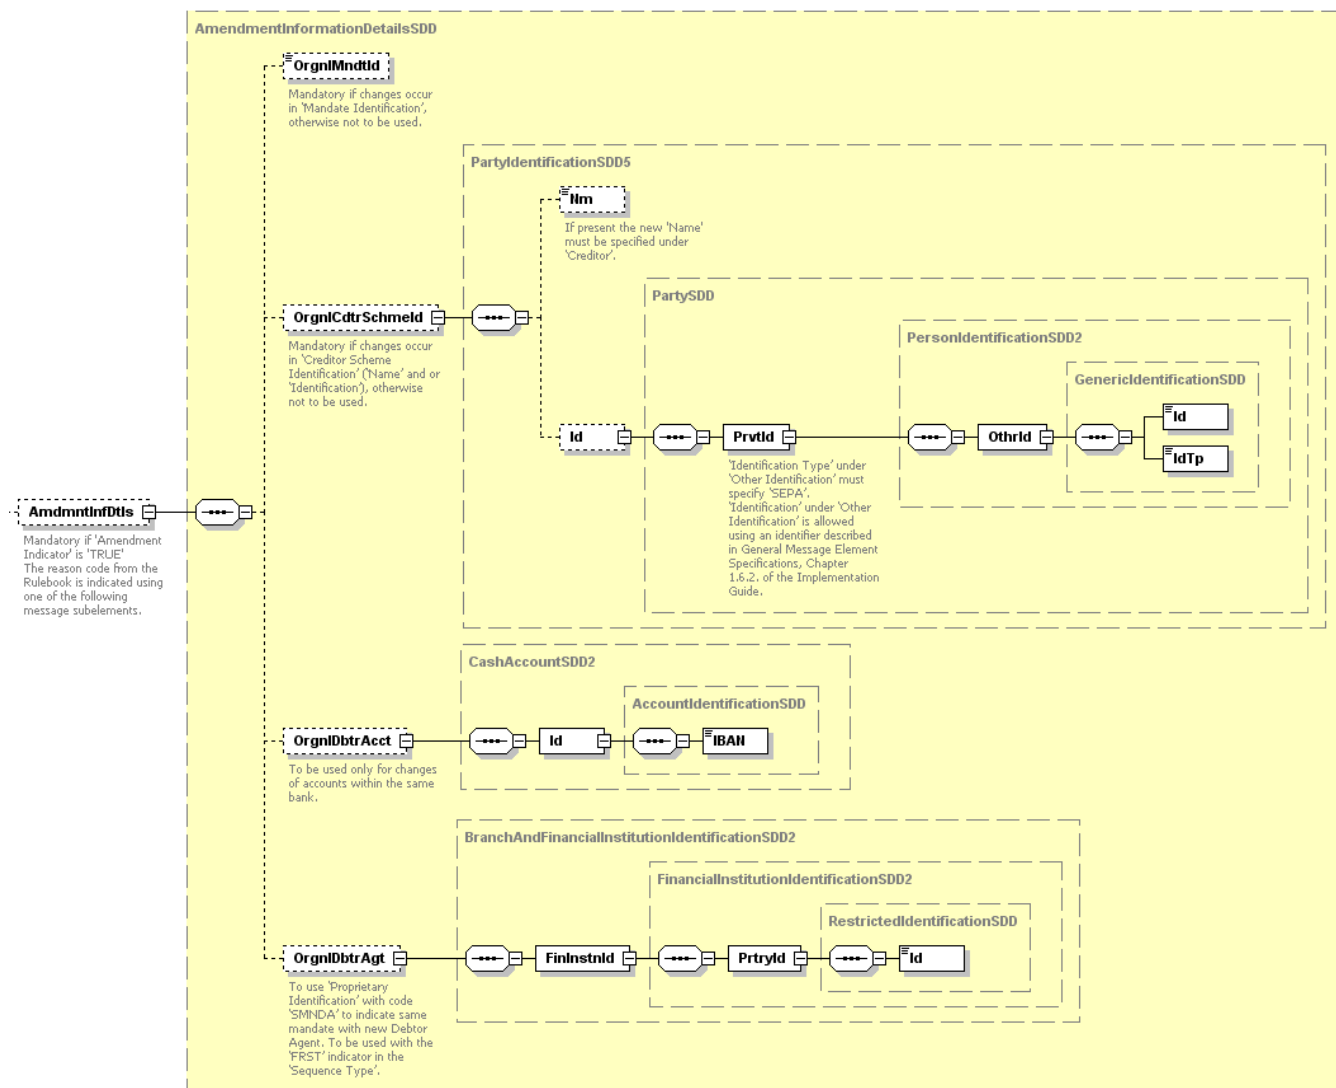 AmendmentInformationDetailsSDD
OrgnlMndtId
Mandatory if changes occur
in 'Mandate Identification',
otherwise not to be used.
PartyIdentificationSDD5
Nm
If present the new 'Name'
must be specified under
'Creditor'.
PartySDD
OrgnlCdtrSchmeId
Mandatory if changes occur
in 'Creditor Scheme
Identification' ('Name' and or
'Identification'), otherwise
not to be used.
PersonIdentificationSDD2
GenericIdentificationSDD
Id
Id
PrvtId
OthrId
IdTp
'Identification Type' under
'Other Identification' must
specify 'SEPA'.
'Identification' under 'Other
Identification' is allowed
using an identifier described
in General Message Element
Specifications, Chapter
1.6.2. of the Implementation
Guide.
AmdmntInfDtls
Mandatory if 'Amendment
Indicator' is 'TRUE'
The reason code from the
Rulebook is indicated using
one of the following
message subelements.
CashAccountSDD2
AccountIdentificationSDD
OrgnlDbtrAcct
Id
IBAN
To be used only for changes
of accounts within the same
bank.
BranchAndFinancialInstitutionIdentificationSDD2
FinancialInstitutionIdentificationSDD2
RestrictedIdentificationSDD
OrgnlDbtrAgt
FinInstnId
PrtryId
Id
To use 'Proprietary
Identification' with code
'SMNDA' to indicate same
mandate with new Debtor
Agent. To be used with the
'FRST' indicator in the
'Sequence Type'.